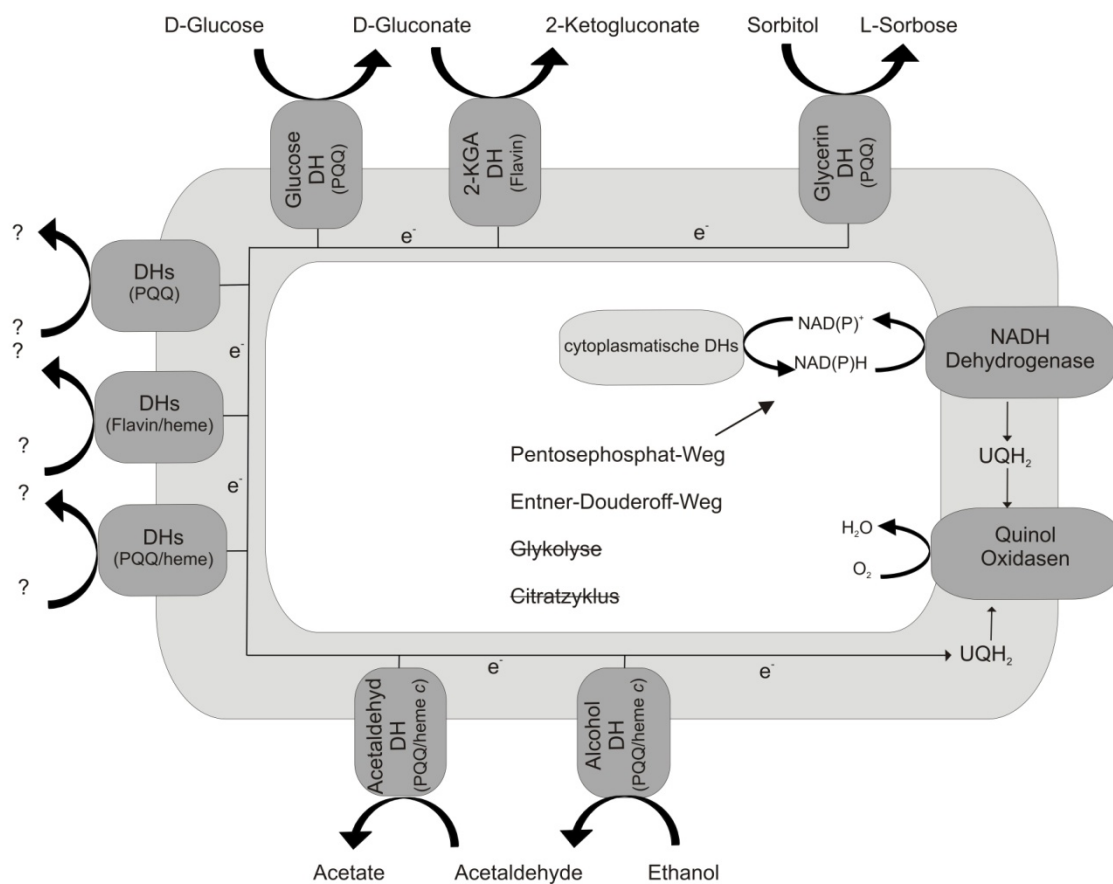 D-Glucose D-Gluconate 2-Ketogluconate Sorbitol L-Sorbose
Glucose
DH
(PQQ)
2-KGA
DH
(Flavin)
Glycerin
DH
(PQQ)
e-
e-
?
DHs
(PQQ)
?
e-
?
DHs
(Flavin/heme)
?
e-
?
DHs
(PQQ/heme)
?
cytoplasmatische DHs
NAD(P)+
NAD(P)H
NADH
Dehydrogenase
UQH2
Pentosephosphat-Weg
Entner-Douderoff-Weg
Glykolyse
Citratzyklus
H2O
O2
Quinol
Oxidasen
UQH2
e-
e-
Acetaldehyd
DH
(PQQ/heme c)
Alcohol
DH
(PQQ/heme c)
Acetate Acetaldehyde Ethanol